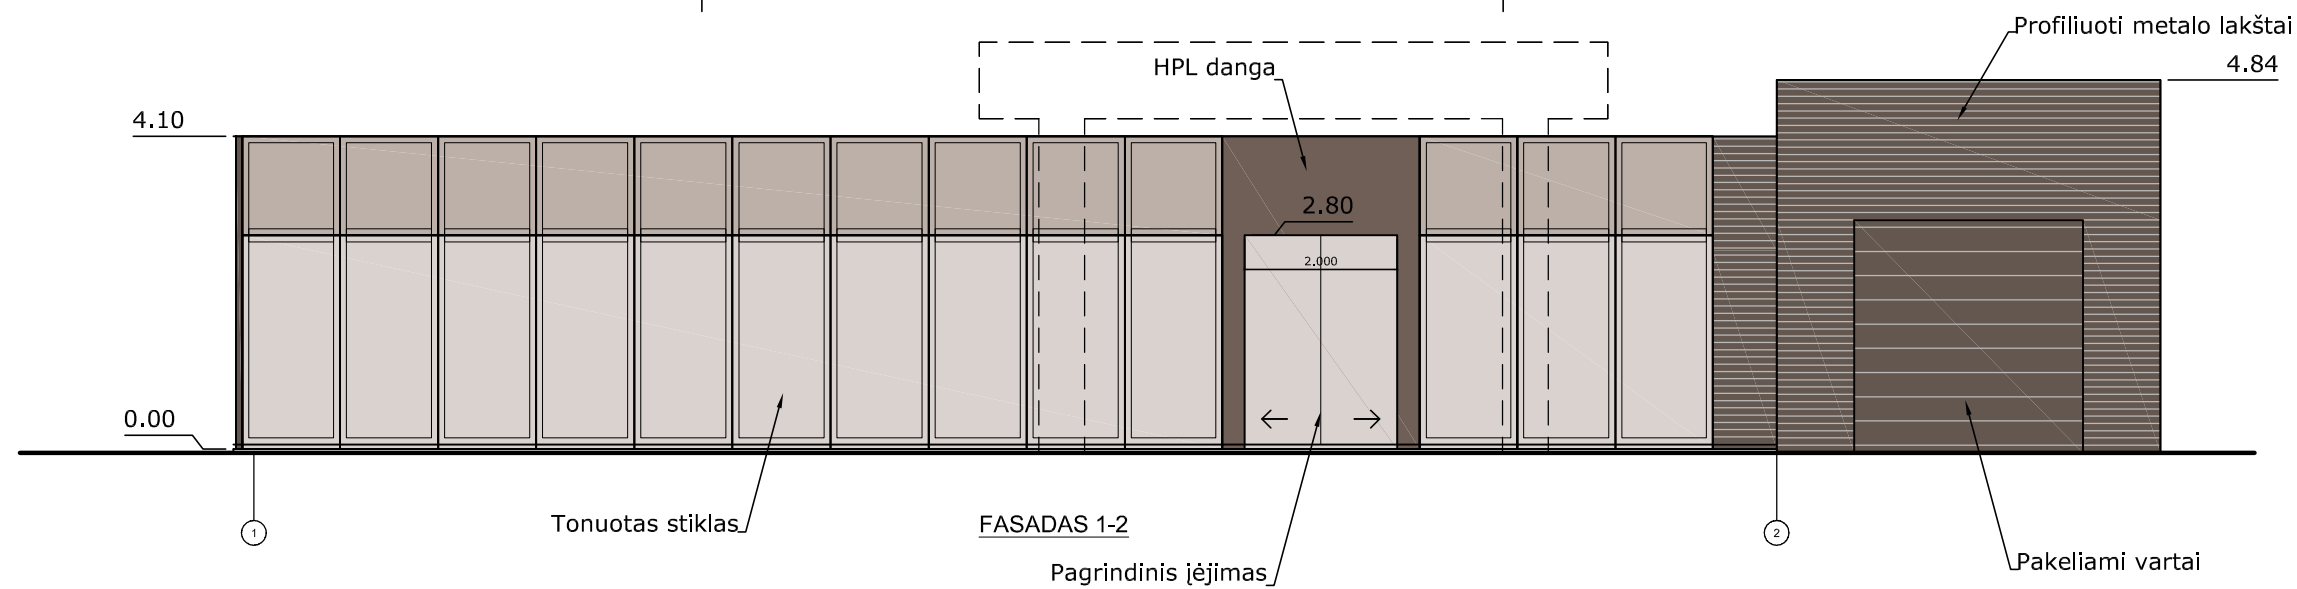 Profiliuoti metalo lakštai
HPL danga
4.84
4.10
2.80
2.000
0.00
Tonuotas stiklas
FASADAS 1-2
1
2
Pagrindinis įėjimas
Pakeliami vartai